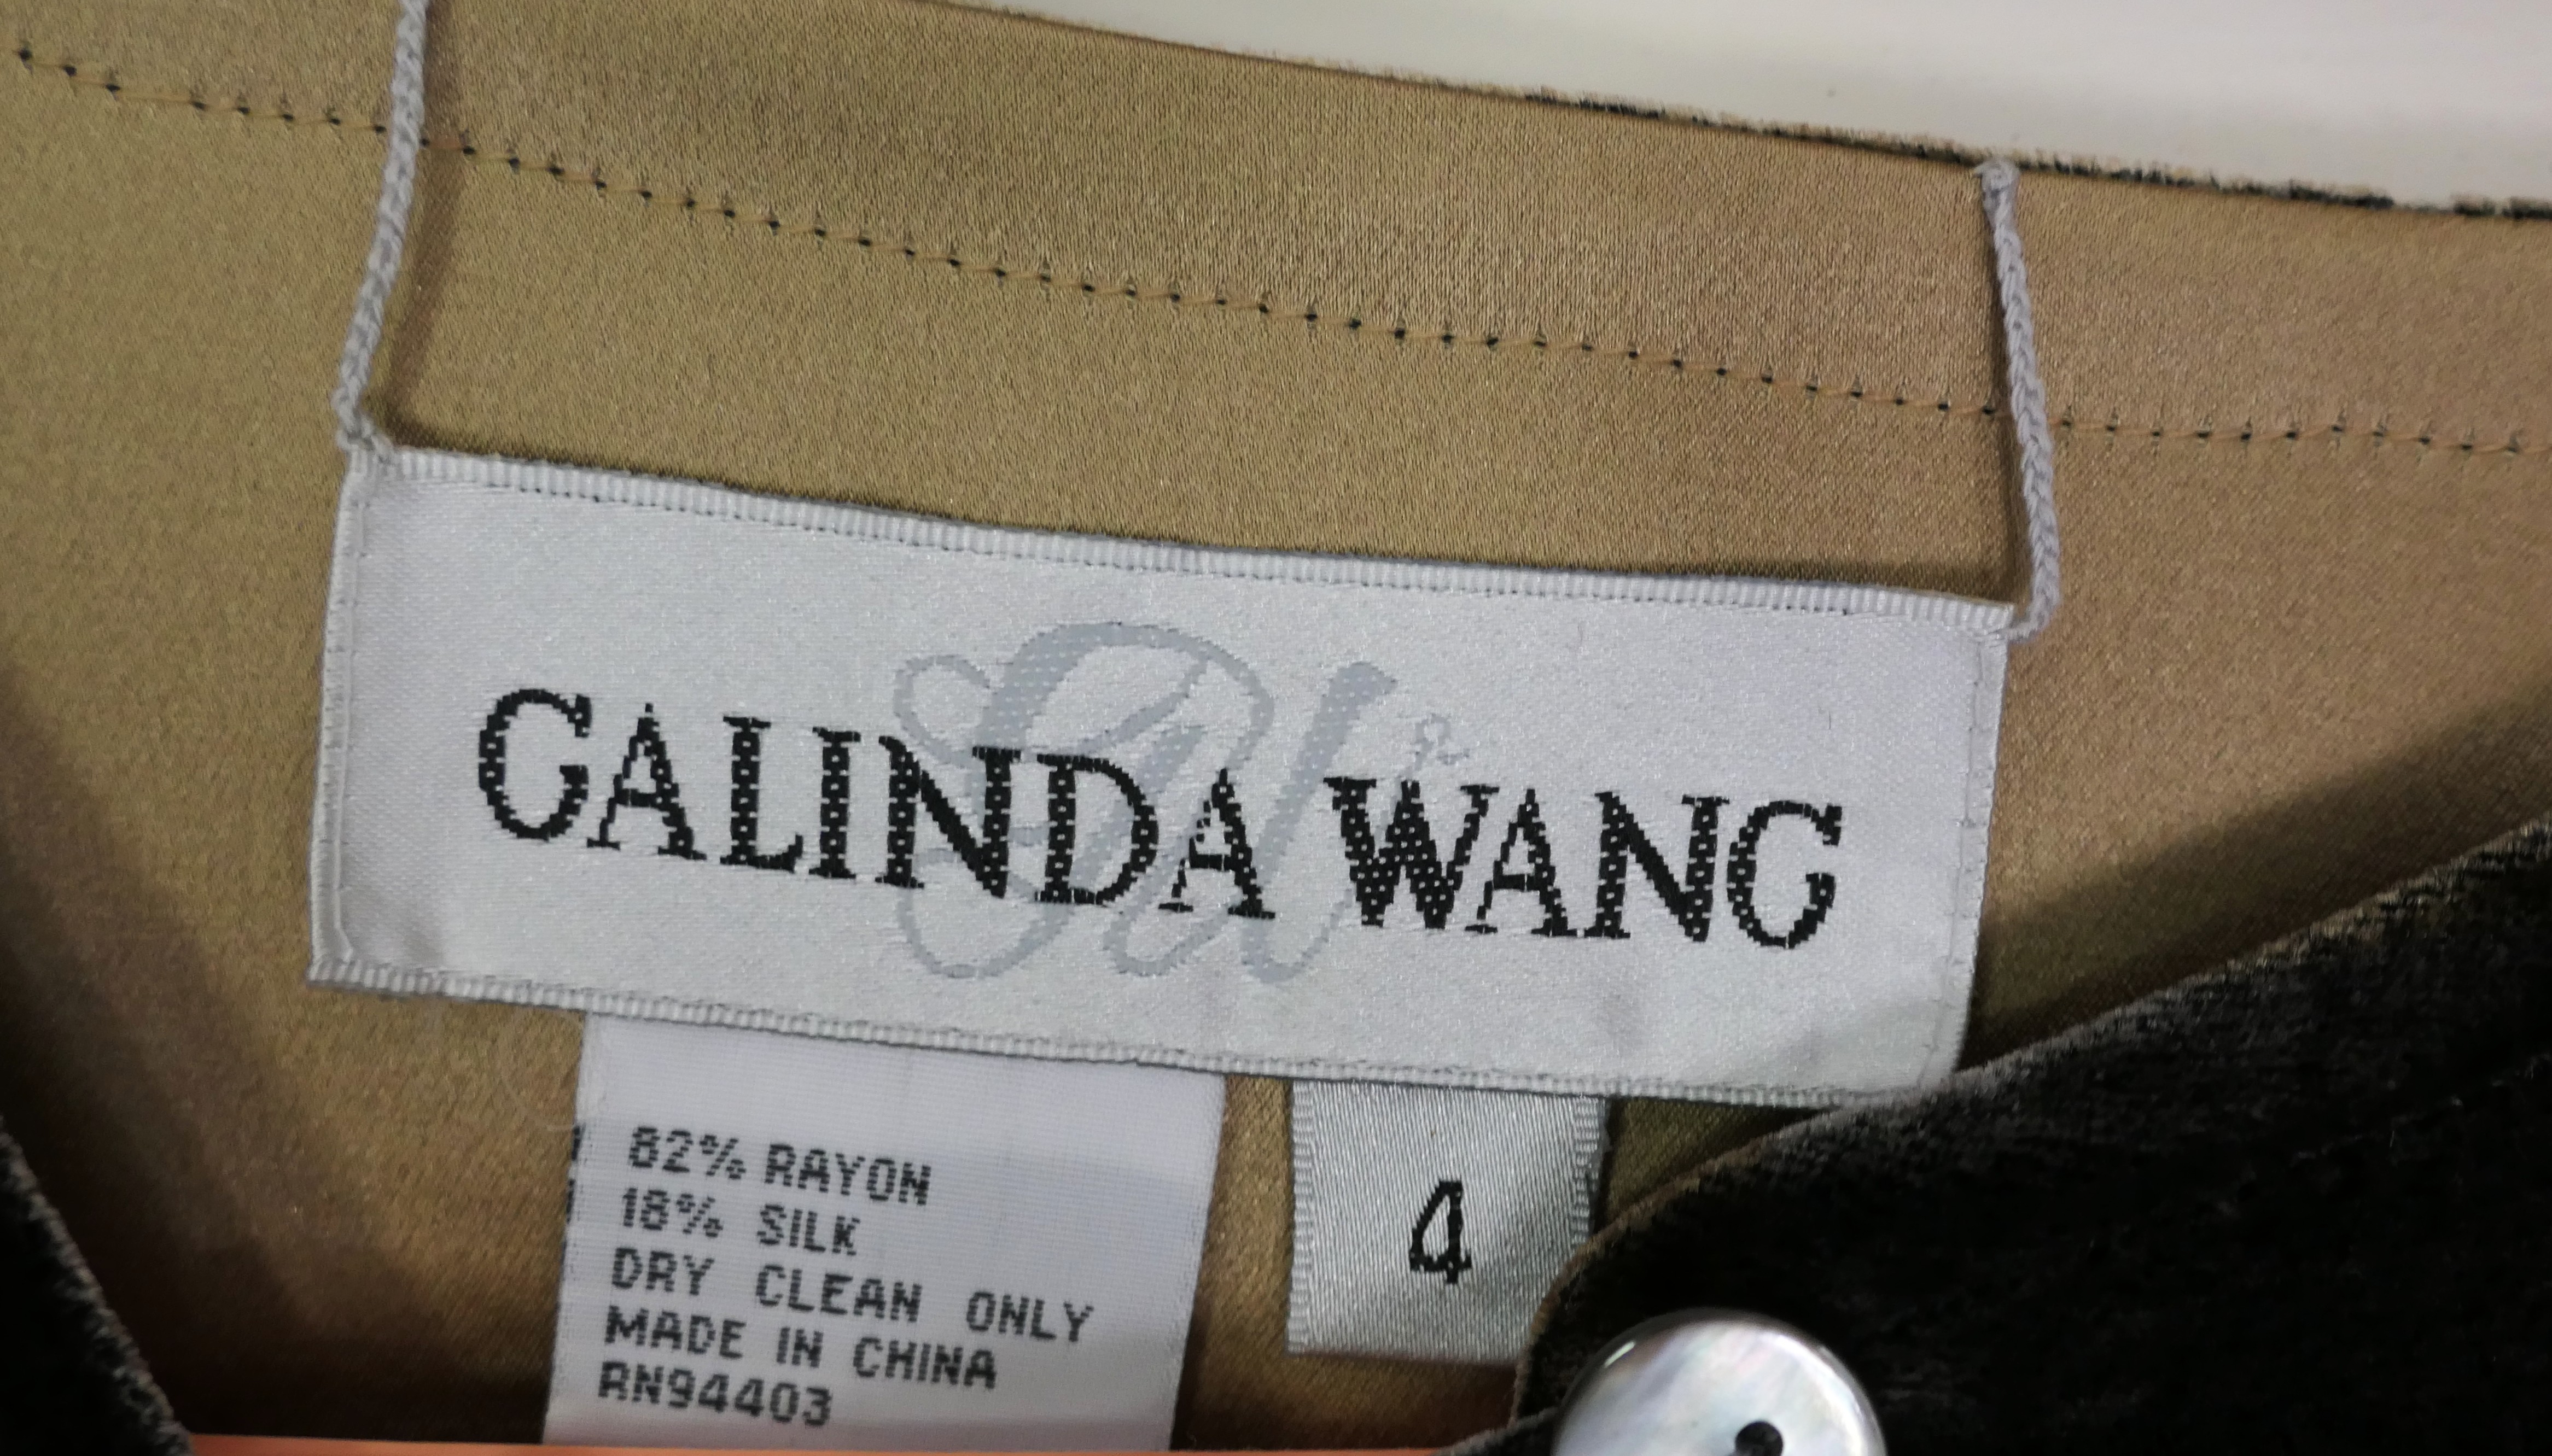 GALINDA WANG
82% RAYON
18% SILK
DRY CLEAN ONLY
MADE IN CHINA
RN94403
4